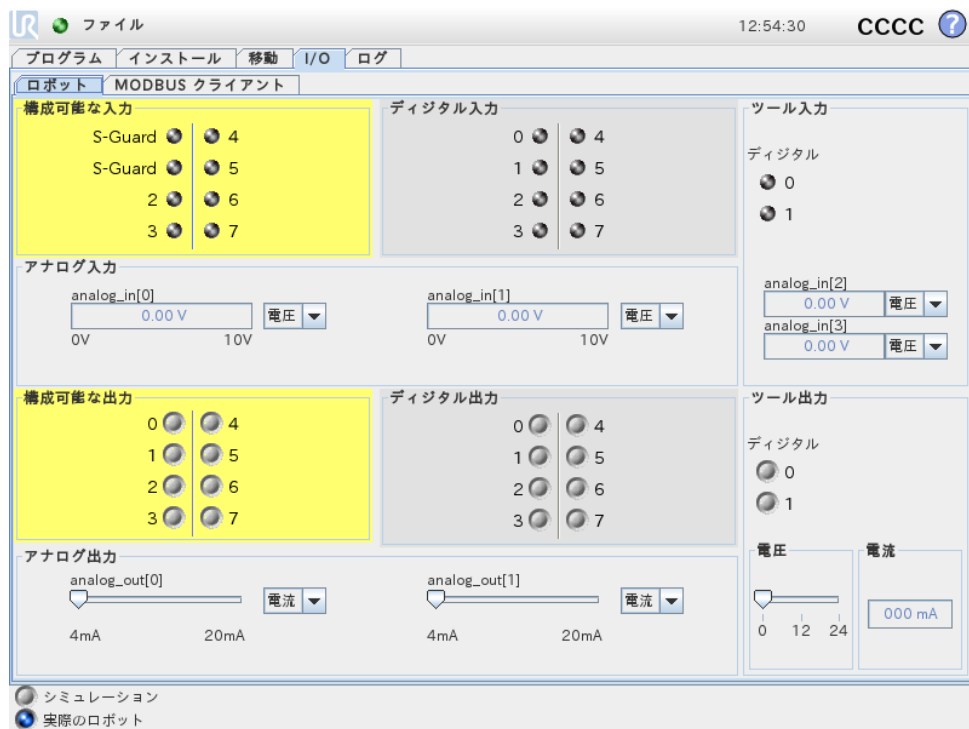 UR ファイル 12:54:30 CCCC ?
プログラム インストール 移動 I/O ログ
ロボット MODBUS クライアント
構成可能な入力
S-Guard 4
S-Guard 5
2 6
3 7
ディジタル入力
0 4
1 5
2 6
3 7
ツール入力
ディジタル
0
1
analog_in[2]
0.00 V 電圧
analog_in[3]
0.00 V 電圧
アナログ入力
analog_in[0]
0.00 V 電圧
0V 10V
analog_in[1]
0.00 V 電圧
0V 10V
構成可能な出力
0 4
1 5
2 6
3 7
ディジタル出力
0 4
1 5
2 6
3 7
ツール出力
ディジタル
0
1
電圧
0 12 24
電流
000 mA
アナログ出力
analog_out[0]
電流
4mA 20mA
analog_out[1]
電流
4mA 20mA
シミュレーション
実際のロボット